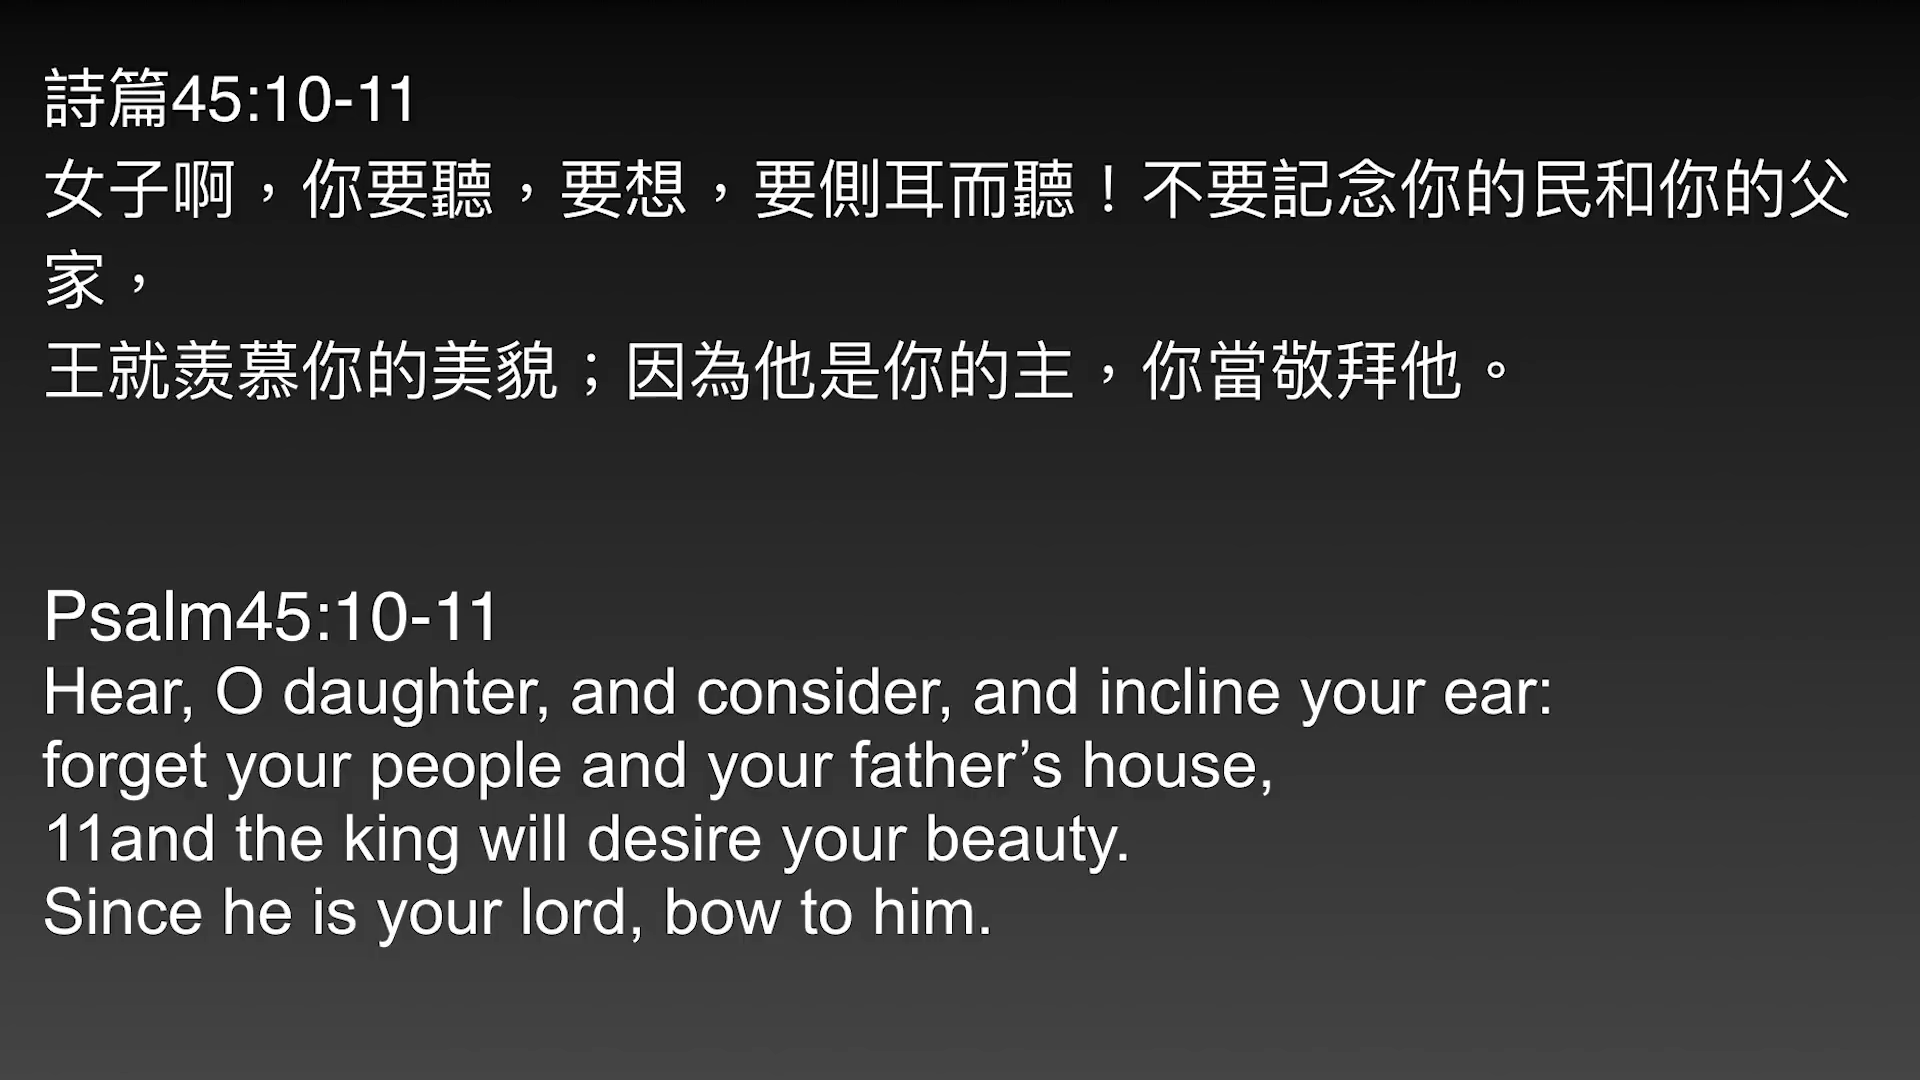 詩篇45:10-11
女子啊，你要聽，要想，要側耳而聽！不要記念你的民和你的父
家，
王就羨慕你的美貌；因為他是你的主，你當敬拜他。
Psalm45:10-11
Hear, O daughter, and consider, and incline your ear:
forget your people and your father’s house,
11and the king will desire your beauty.
Since he is your lord, bow to him.